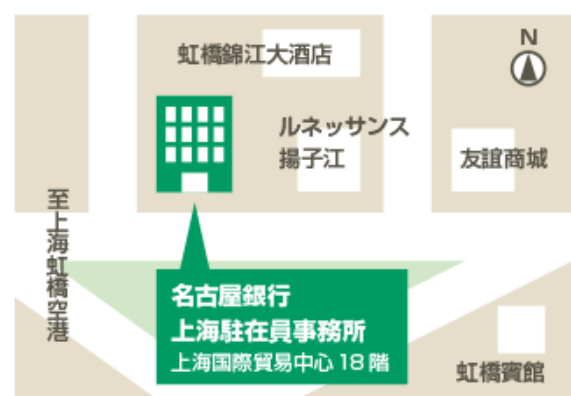 N
虹橋錦江大酒店
ルネッサンス
揚子江
友誼商城
至上海虹橋空港
名古屋銀行
上海駐在員事務所
上海国際貿易中心18階
虹橋賓館